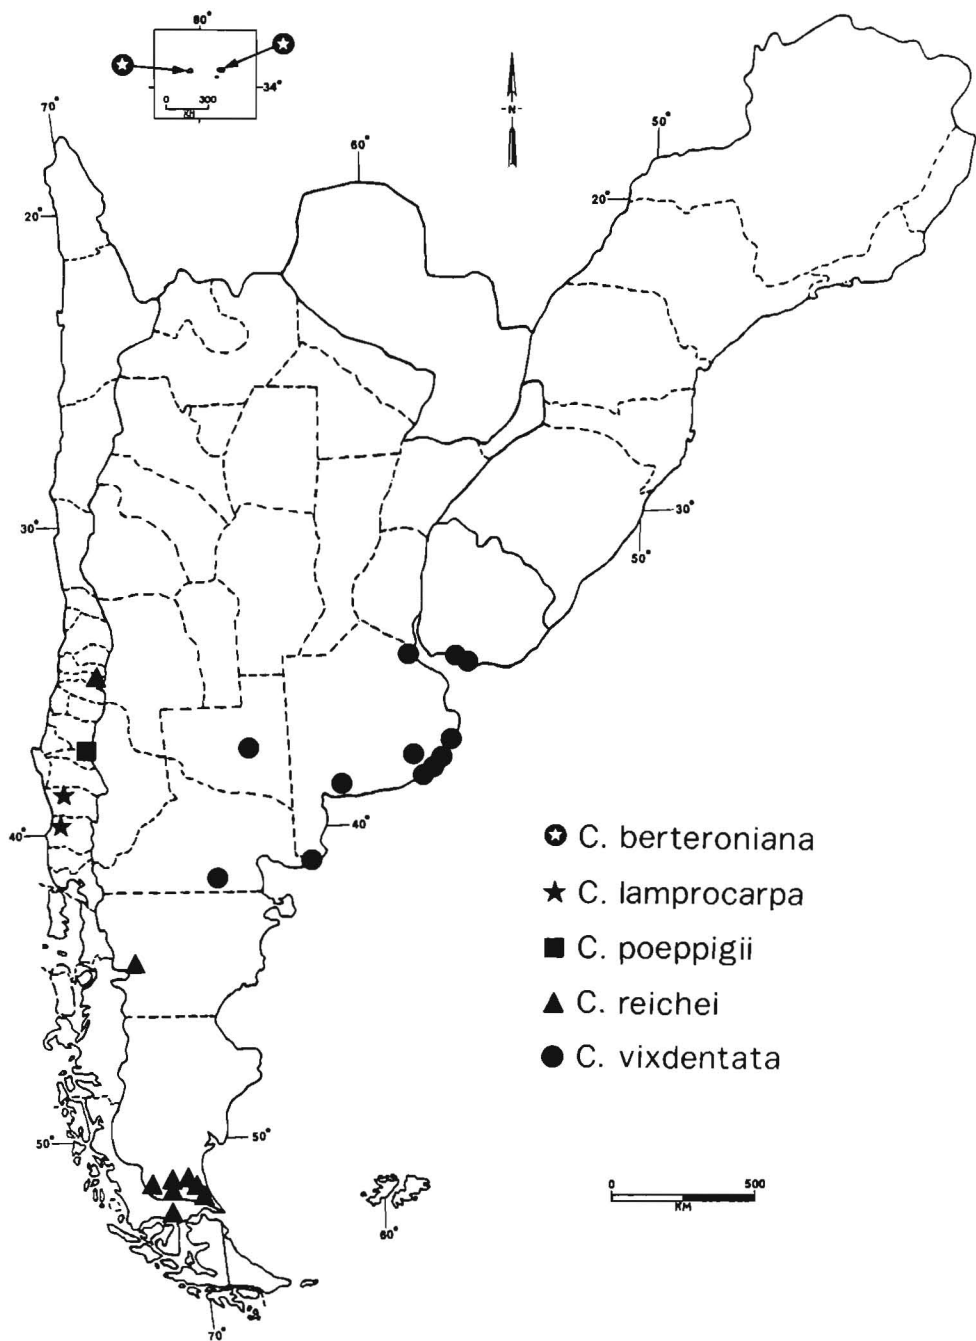 80°
34°
0 300
KM
70°
N
60°
50°
20°
20°
30°
30°
50°
40°
40°
C. berteroniana
C. lamprocarpa
C. poeppigii
C. reichei
C. vixdentata
50°
50°
0 500
KM
60°
70°